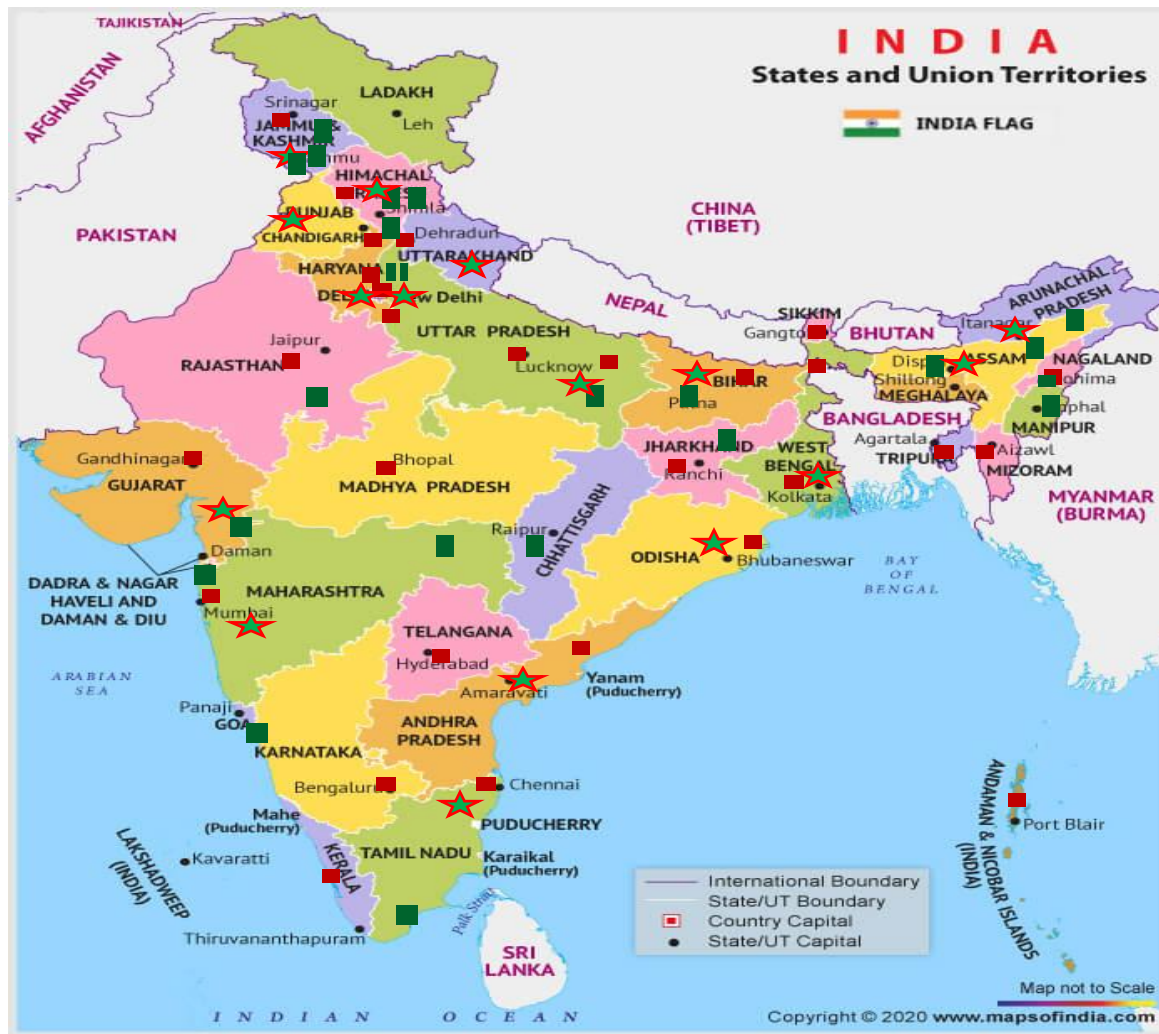 INDIA
States and Union Territories
INDIA FLAG
TAJIKISTAN
AFGHANISTAN
PAKISTAN
CHINA
(TIBET)
NEPAL
BHUTAN
BANGLADESH
MYANMAR
(BURMA)
SRI
LANKA
LADAKH
Leh
Srinagar
JAMMU &
KASHMIR
HIMACHAL
Shimla
PUNJAB
CHANDIGARH
Dehradun
UTTARAKHAND
HARYANA
New Delhi
UTTAR PRADESH
Lucknow
Jaipur
RAJASTHAN
SIKKIM
ARUNACHAL
PRADESH
Itanagar
ASSAM
NAGALAND
Shillong
MEGHALAYA
MANIPUR
Agartala
TRIPURA
Aizawl
MIZORAM
BIHAR
Patna
JHARKHAND
Ranchi
WEST
BENGAL
Kolkata
Gandhinagar
GUJARAT
Bhopal
MADHYA PRADESH
Raipur
CHHATTISGARH
ODISHA
Bhubaneswar
Daman
DADRA & NAGAR
HAVELI AND
DAMAN & DIU
MAHARASHTRA
Mumbai
TELANGANA
Hyderabad
Amaravati
Yanam
(Puducherry)
ANDHRA
PRADESH
Panaji
GOA
KARNATAKA
Bengaluru
Chennai
Mahe
(Puducherry)
PUDUCHERRY
KERALA
TAMIL NADU
Karaikal
(Puducherry)
LAKSHADWEEP
(INDIA)
Kavaratti
Thiruvananthapuram
Palk Strait
ARABIAN
SEA
BAY
OF
BENGAL
ANDAMAN & NICOBAR ISLANDS
(INDIA)
Port Blair
International Boundary
State/UT Boundary
Country Capital
State/UT Capital
INDIAN OCEAN
Map not to Scale
Copyright © 2020 www.mapsofindia.com